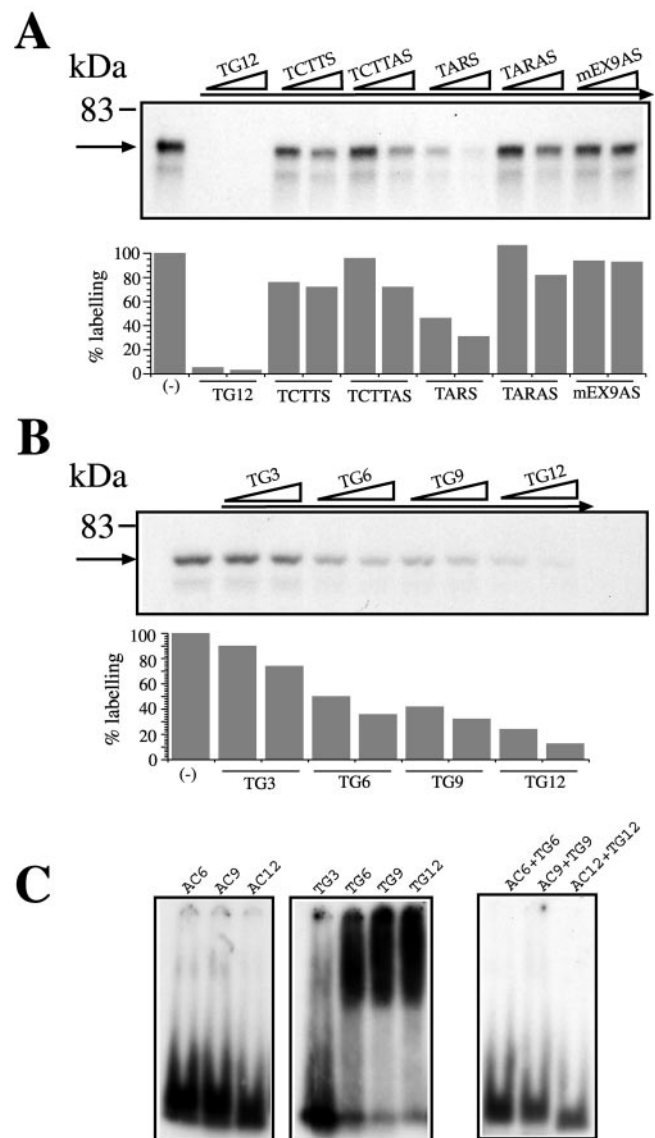 A
kDa
TG12 TCTTS TCTTAS TARS TARAS mEX9AS
83
% labelling
100
80
60
40
20
0
(-) TG12 TCTTS TCTTAS TARS TARAS mEX9AS
B
kDa
TG3 TG6 TG9 TG12
83
% labelling
100
80
60
40
20
0
(-) TG3 TG6 TG9 TG12
C
AC6 AC9 AC12 TG3 TG6 TG9 TG12 AC6+TG6 AC9+TG9 AC12+TG12